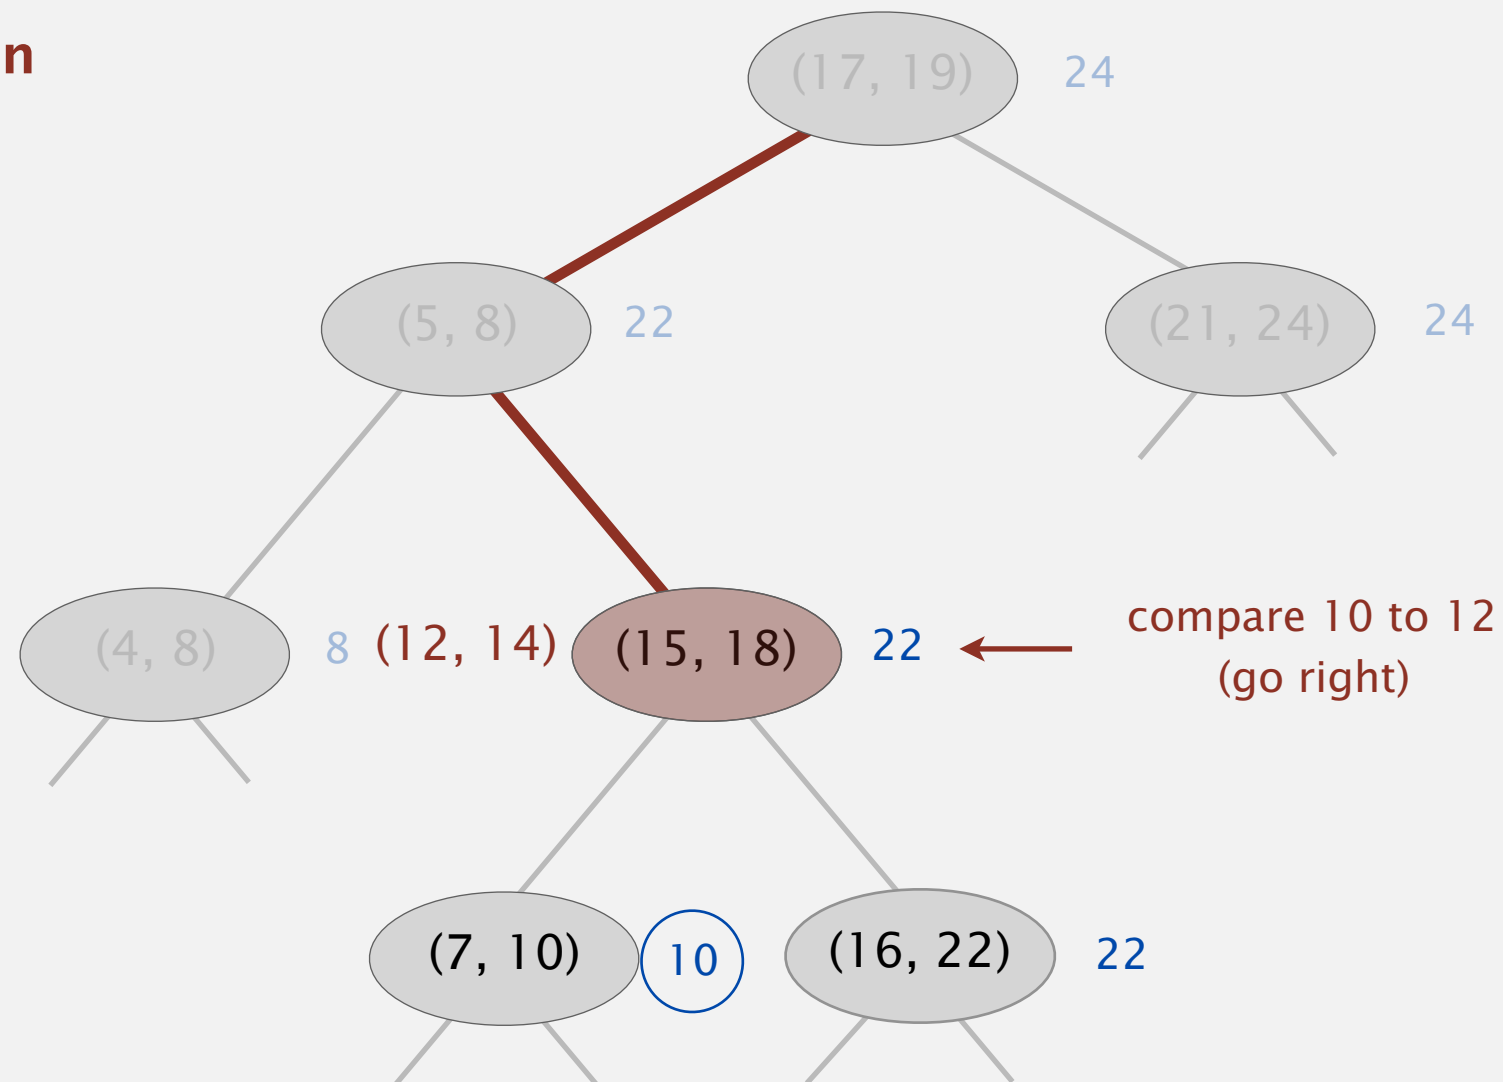 n
(17, 19) 24
(5, 8) 22
(21, 24) 24
(4, 8) 8
(12, 14) (15, 18) 22
compare 10 to 12
(go right)
(7, 10) 10
(16, 22) 22